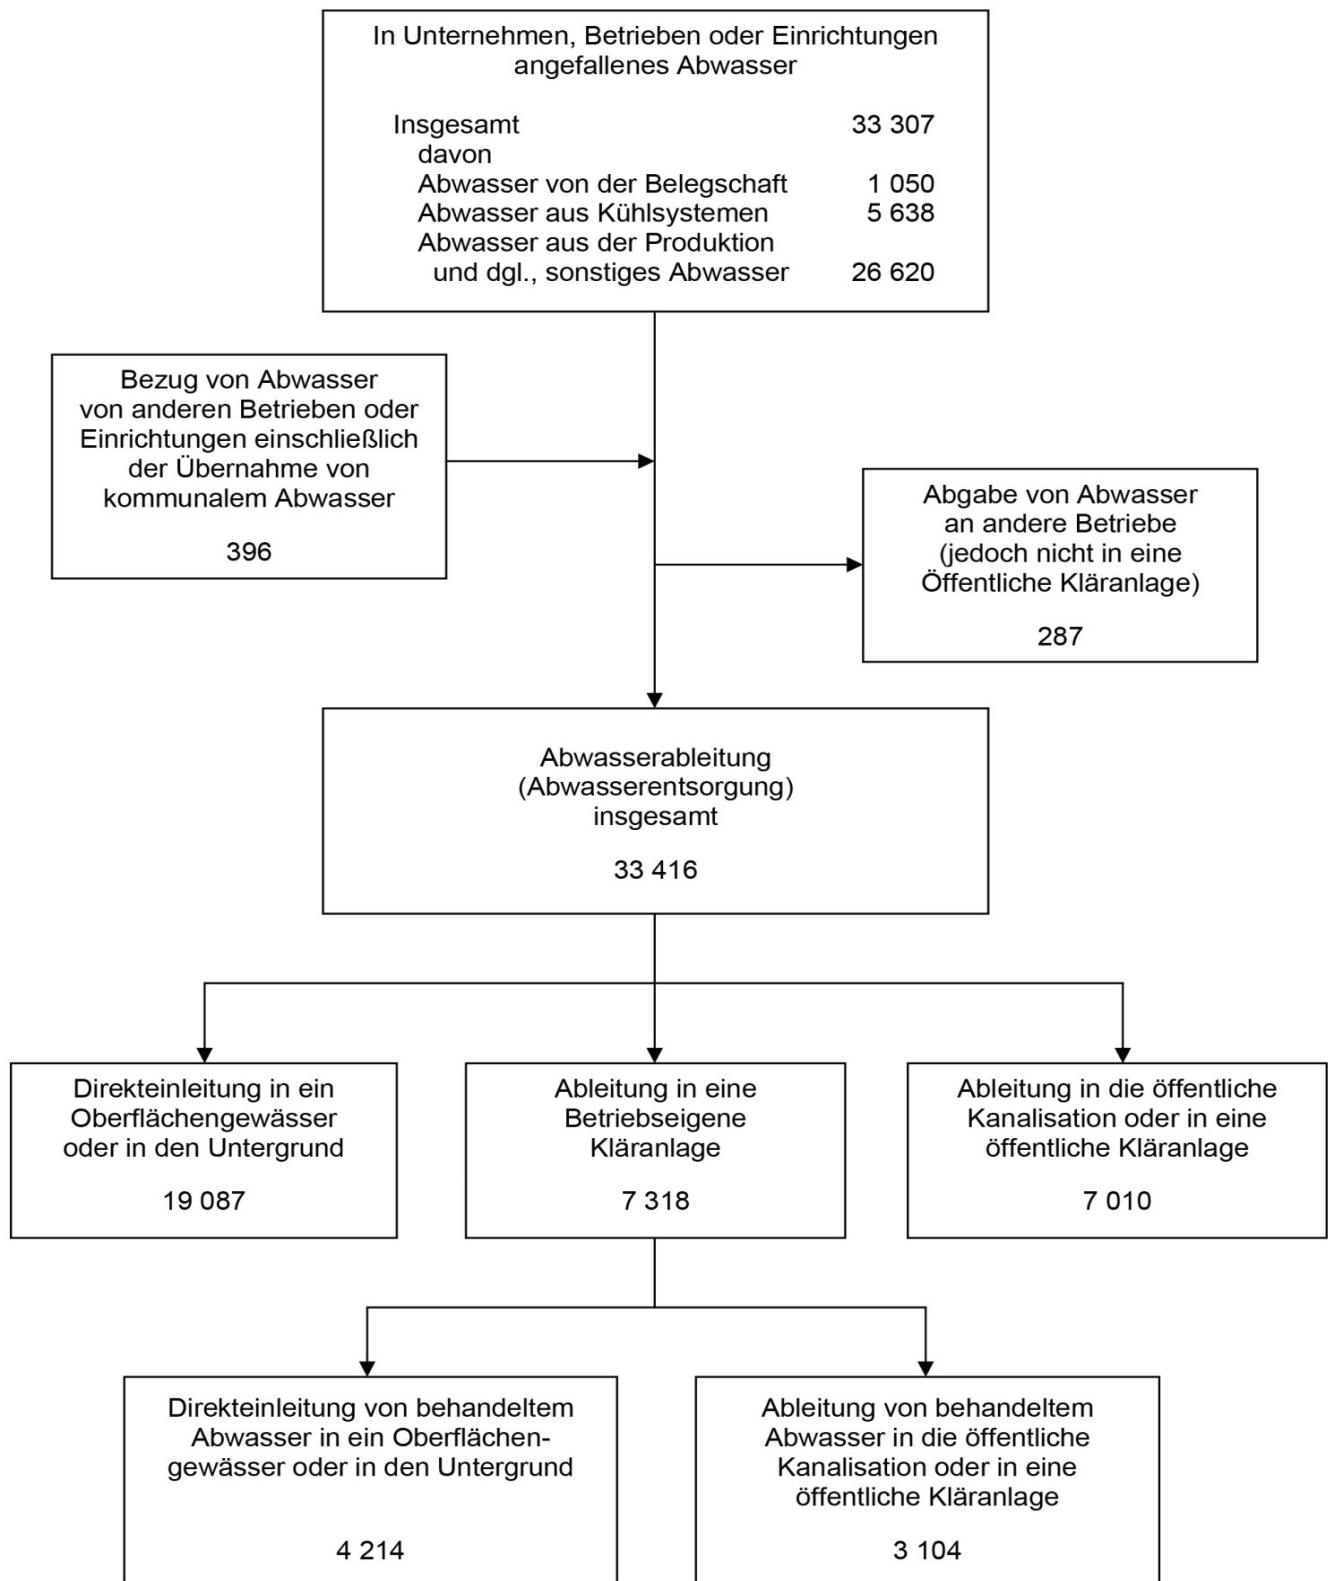 In Unternehmen, Betrieben oder Einrichtungen
angefallenes Abwasser
Insgesamt 33 307
davon
Abwasser von der Belegschaft 1 050
Abwasser aus Kühlsystemen 5 638
Abwasser aus der Produktion
und dgl., sonstiges Abwasser 26 620
Bezug von Abwasser
von anderen Betrieben oder
Einrichtungen einschließlich
der Übernahme von
kommunalem Abwasser
396
Abgabe von Abwasser
an andere Betriebe
(jedoch nicht in eine
Öffentliche Kläranlage)
287
Abwasserableitung
(Abwasserentsorgung)
insgesamt
33 416
Direkteinleitung in ein
Oberflächengewässer
oder in den Untergrund
19 087
Ableitung in eine
Betriebseigene
Kläranlage
7 318
Ableitung in die öffentliche
Kanalisation oder in eine
öffentliche Kläranlage
7 010
Direkteinleitung von behandeltem
Abwasser in ein Oberflächen-
gewässer oder in den Untergrund
4 214
Ableitung von behandeltem
Abwasser in die öffentliche
Kanalisation oder in eine
öffentliche Kläranlage
3 104